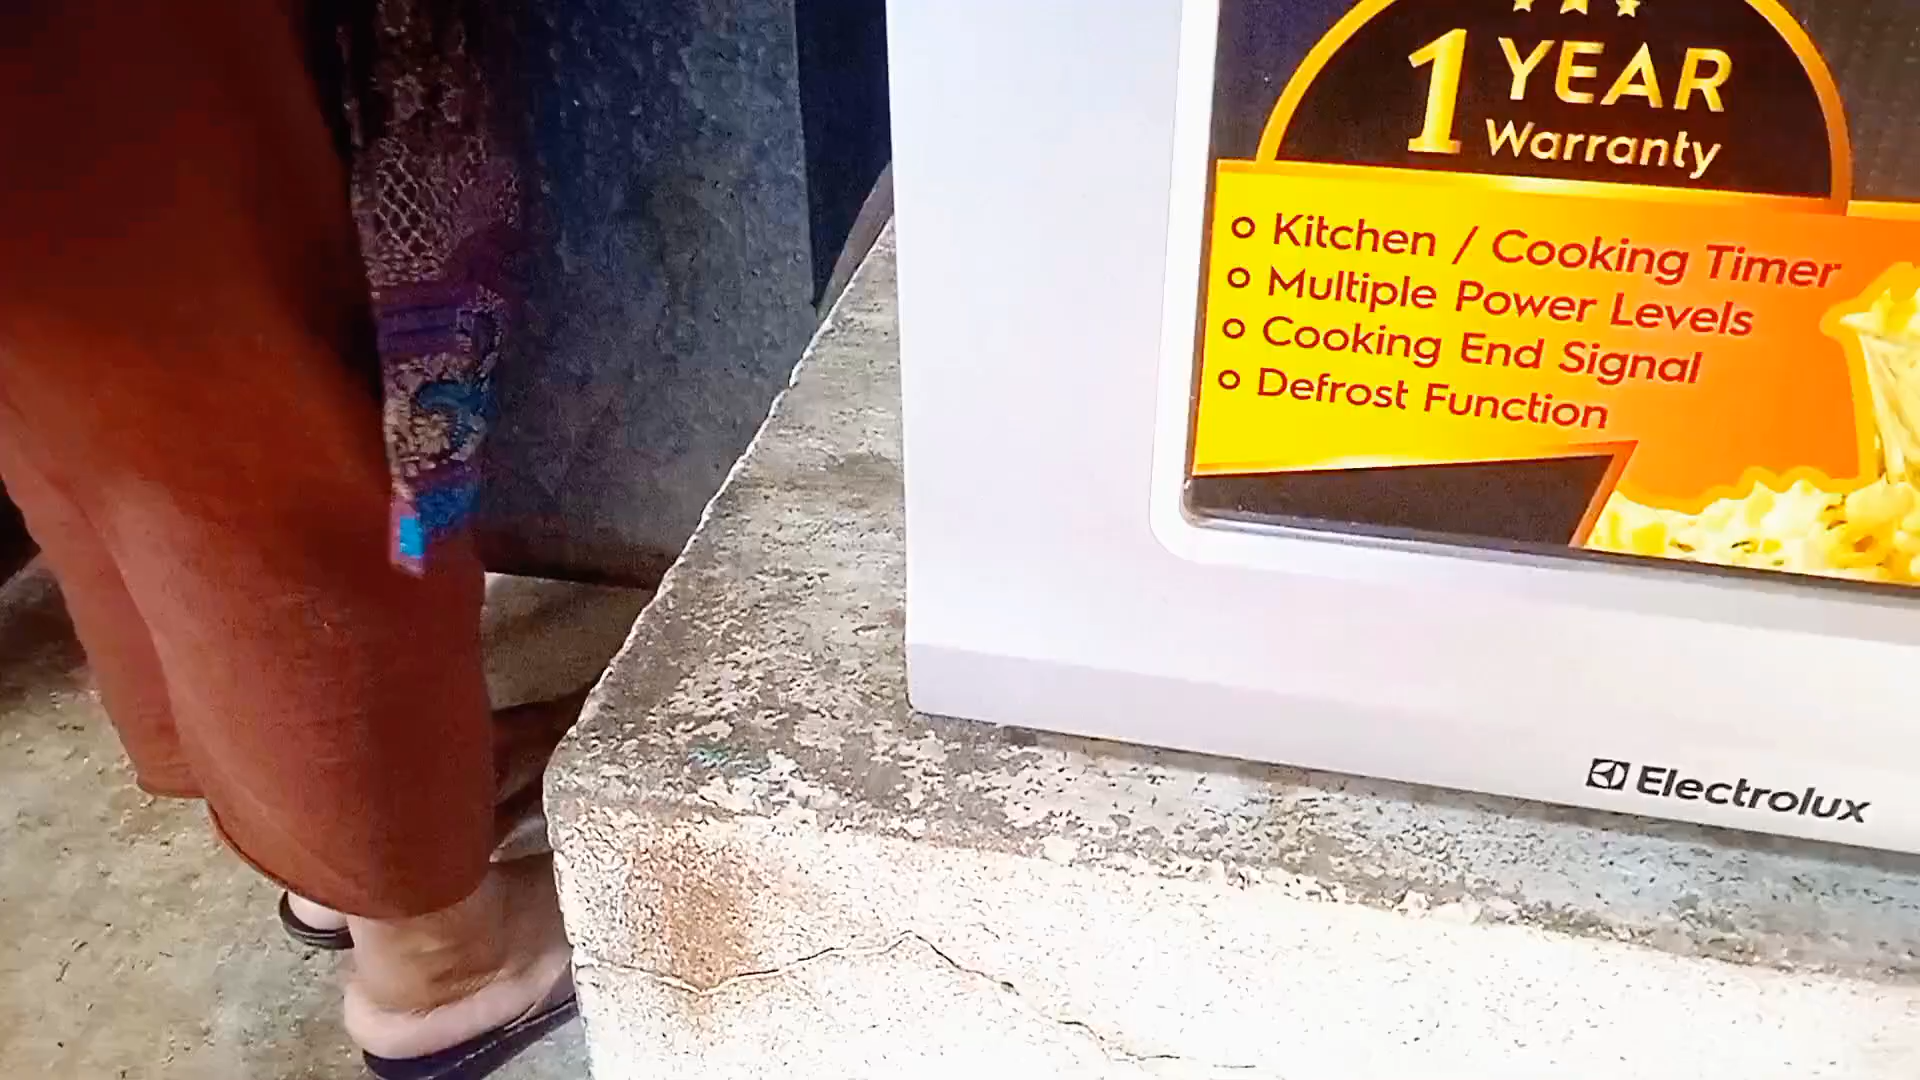 1 YEAR
Warranty
Kitchen / Cooking Timer
Multiple Power Levels
Cooking End Signal
Defrost Function
Electrolux